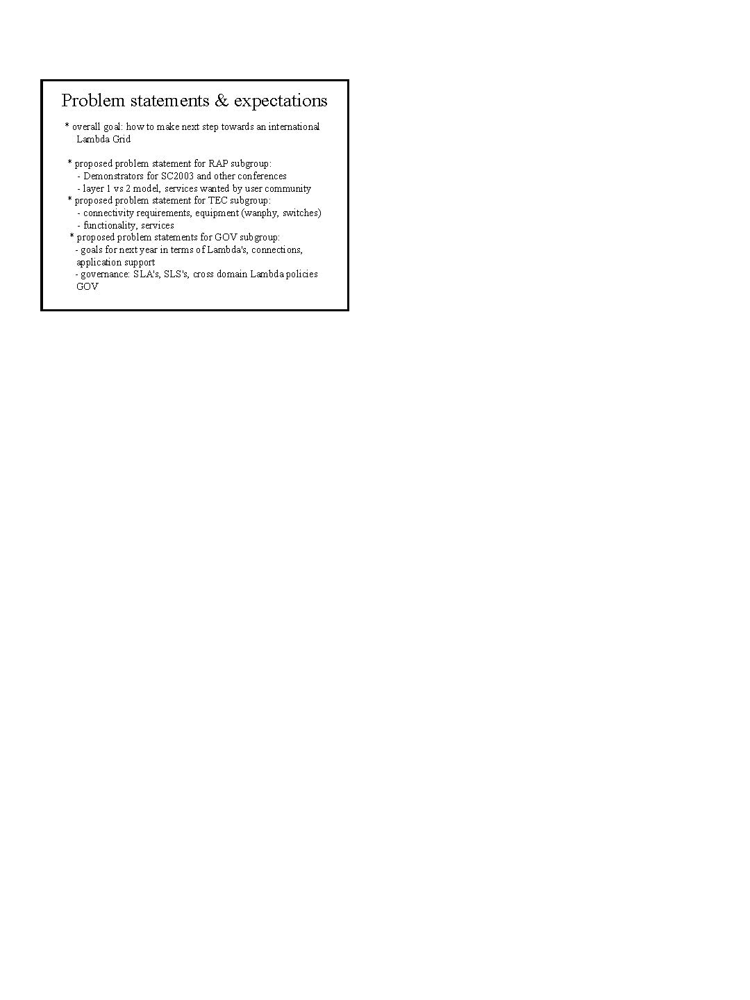 Problem statements & expectations
* overall goal: how to make next step towards an international
Lambda Grid
* proposed problem statement for RAP subgroup:
- Demonstrators for SC2003 and other conferences
- layer 1 vs 2 model, services wanted by user community
* proposed problem statement for TEC subgroup:
- connectivity requirements, equipment (wanphy, switches)
- functionality, services
* proposed problem statements for GOV subgroup:
- goals for next year in terms of Lambda's, connections,
application support
- governance: SLA's, SLS's, cross domain Lambda policies
GOV